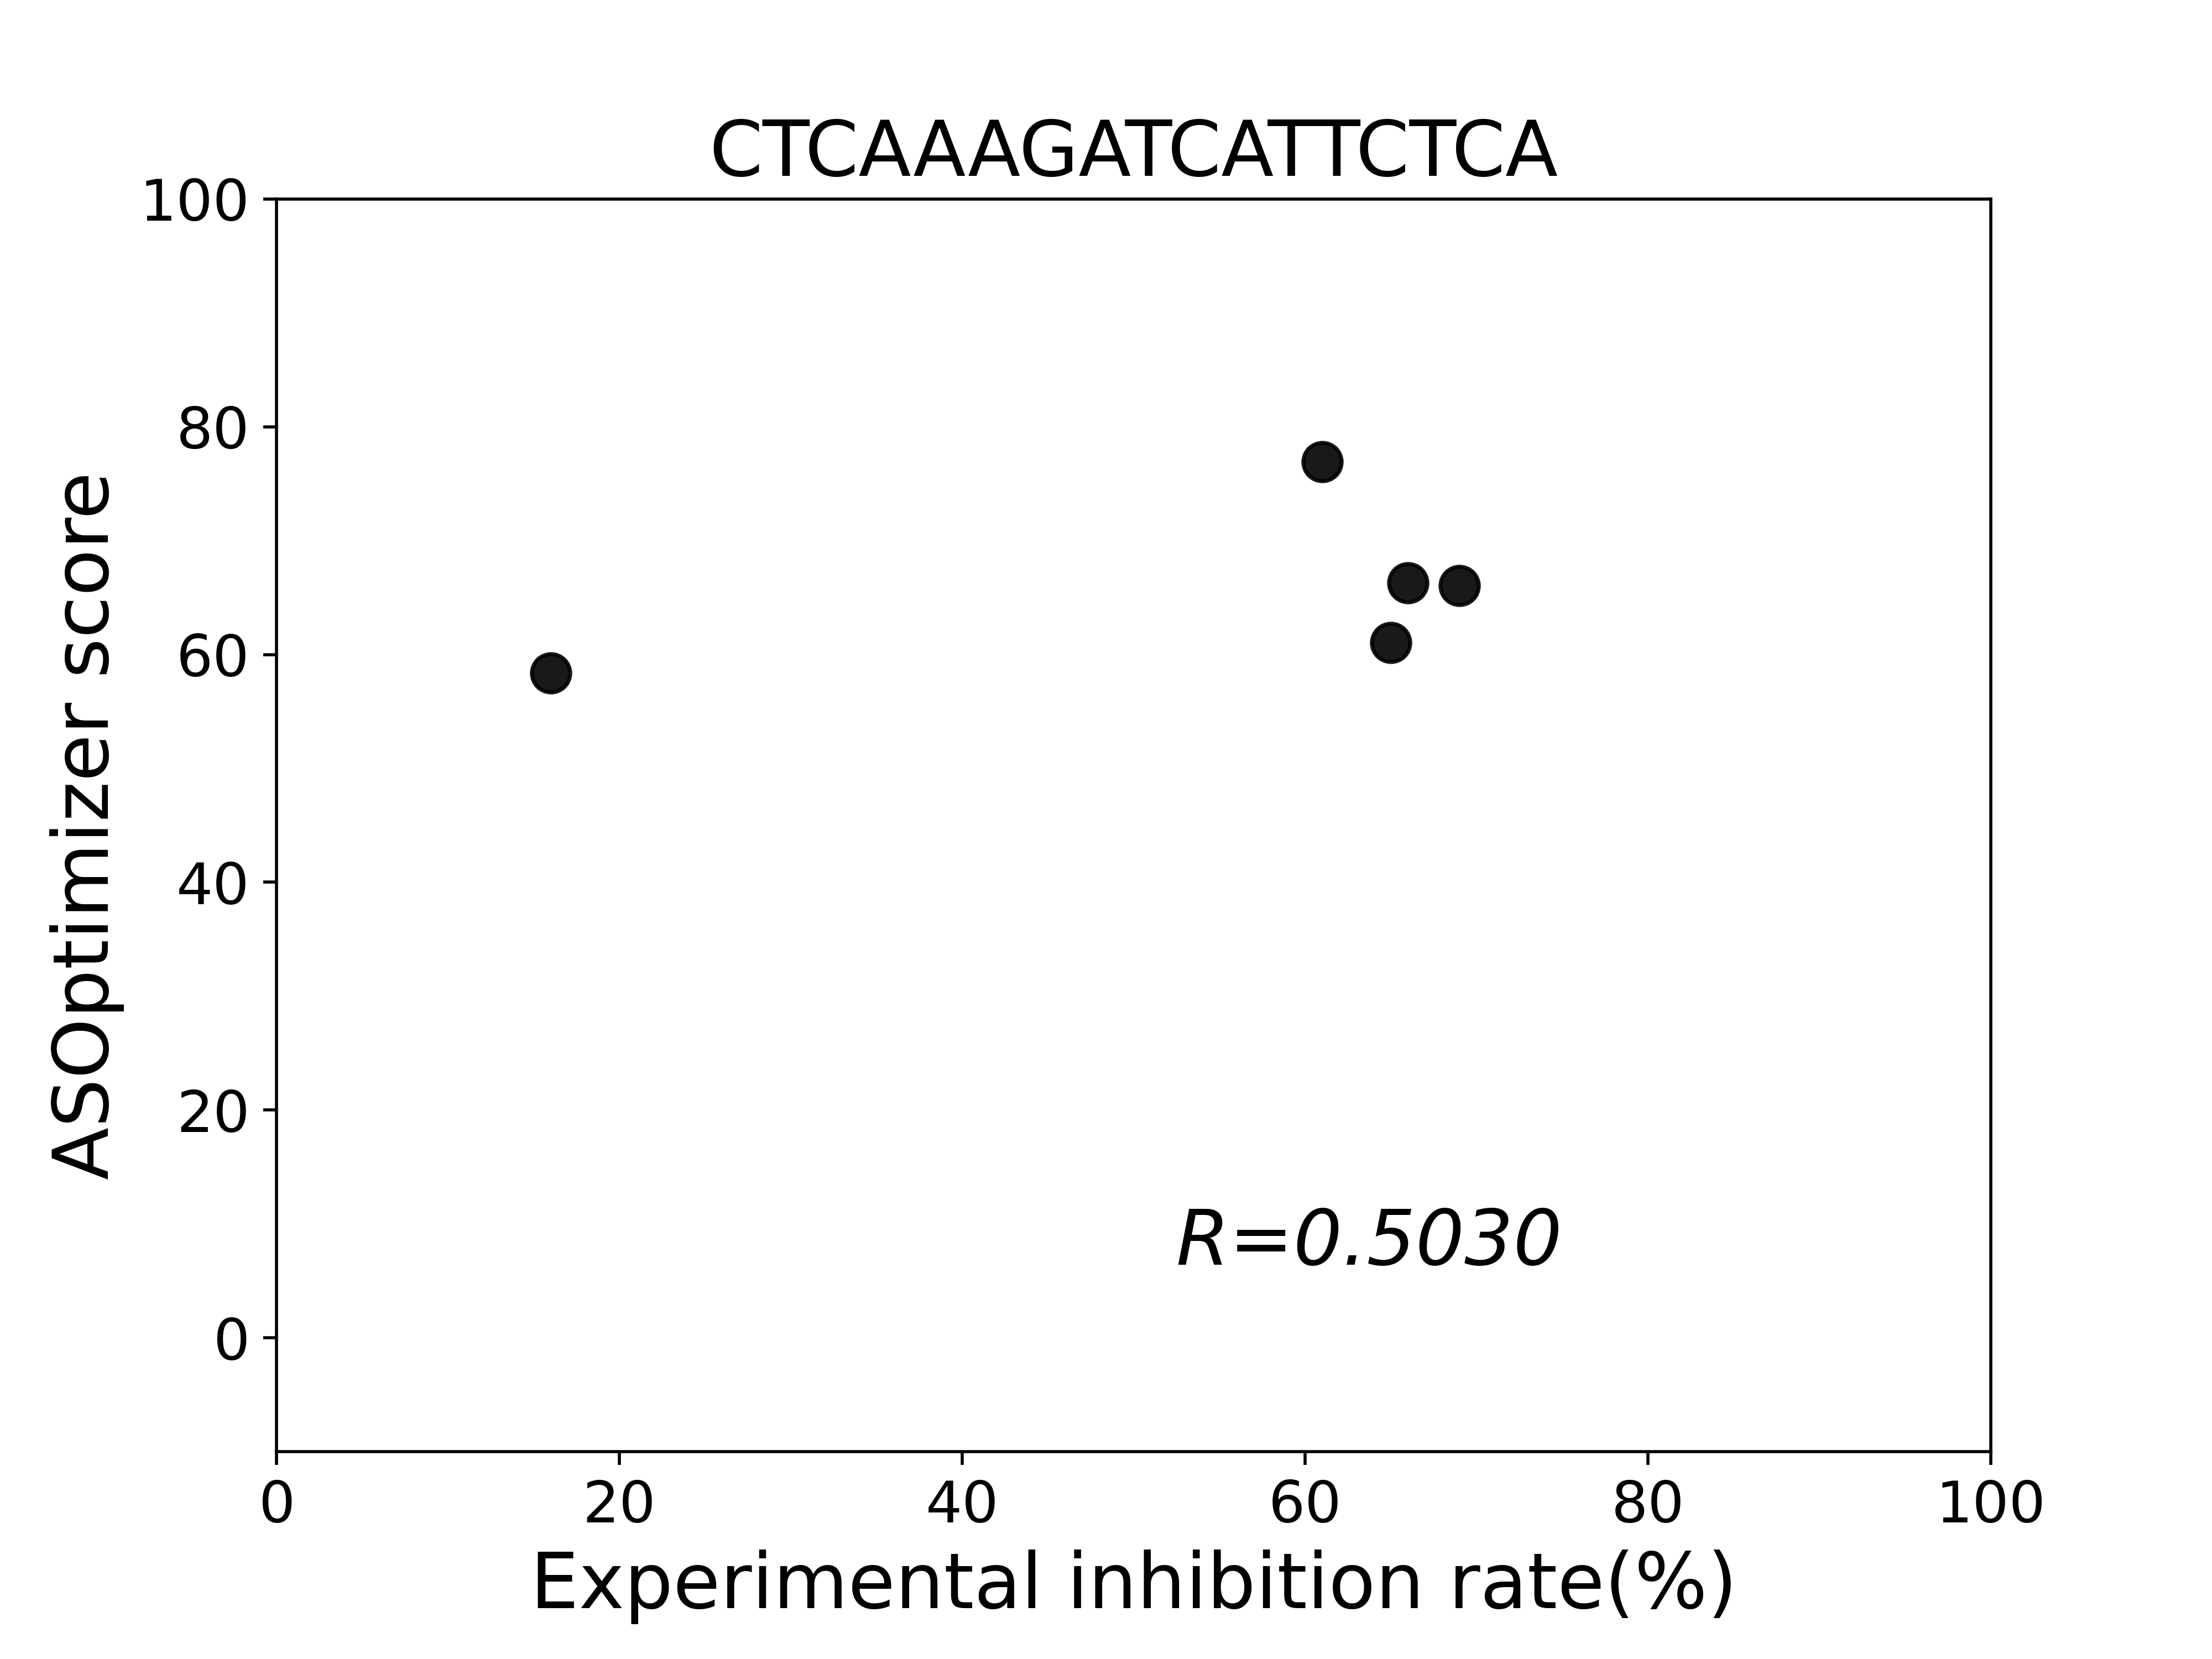 CTCAAAGATCATTCTCA
100
80
60
40
20
0
ASOptimizer score
R=0.5030
0 20 40 60 80 100
Experimental inhibition rate(%)